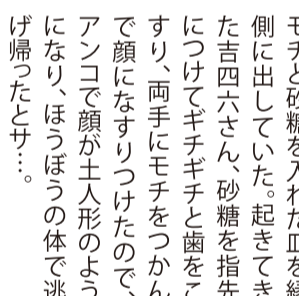 モチと砂糖を入れた皿を縁
側に出していた。起きてき
た吉四六さん、砂糖を指先
につけてギチギチと歯をこ
すり、両手にモチをつかん
で顔になすりつけたので、
アンコで顔が土人形のよう
になり、ほうぼうの体で逃
げ帰ったとサ…。